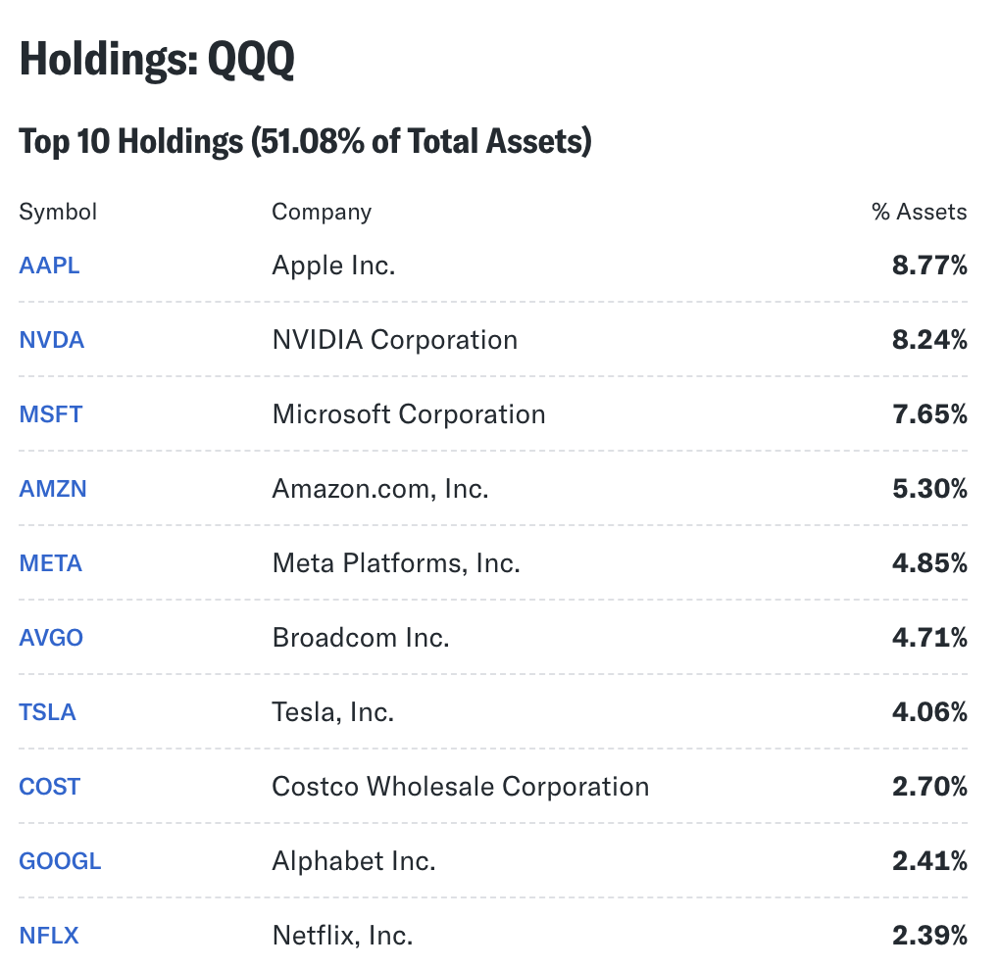 Holdings: QQQ
Top 10 Holdings (51.08% of Total Assets)
Symbol Company % Assets
AAPL Apple Inc. 8.77%
NVDA NVIDIA Corporation 8.24%
MSFT Microsoft Corporation 7.65%
AMZN Amazon.com, Inc. 5.30%
META Meta Platforms, Inc. 4.85%
AVGO Broadcom Inc. 4.71%
TSLA Tesla, Inc. 4.06%
COST Costco Wholesale Corporation 2.70%
GOOGL Alphabet Inc. 2.41%
NFLX Netflix, Inc. 2.39%